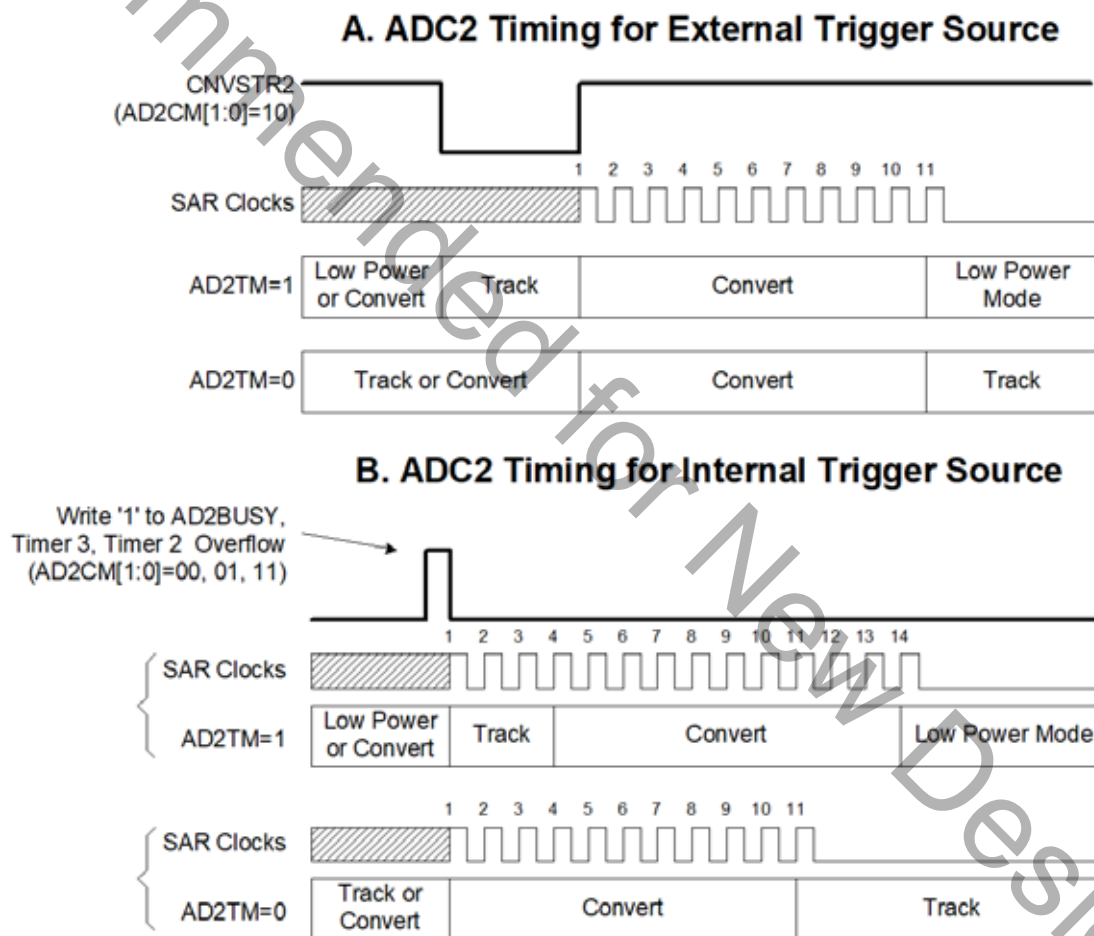 A. ADC2 Timing for External Trigger Source
CNVSTR2
(AD2CM[1:0]=10)
1 2 3 4 5 6 7 8 9 10 11
SAR Clocks
AD2TM=1
Low Power
or Convert
Track
Convert
Low Power
Mode
AD2TM=0
Track or Convert
Convert
Track
B. ADC2 Timing for Internal Trigger Source
Write '1' to AD2BUSY,
Timer 3, Timer 2 Overflow
(AD2CM[1:0]=00, 01, 11)
1 2 3 4 5 6 7 8 9 10 11 12 13 14
SAR Clocks
AD2TM=1
Low Power
or Convert
Track
Convert
Low Power Mode
1 2 3 4 5 6 7 8 9 10 11
SAR Clocks
AD2TM=0
Track or
Convert
Convert
Track
for New